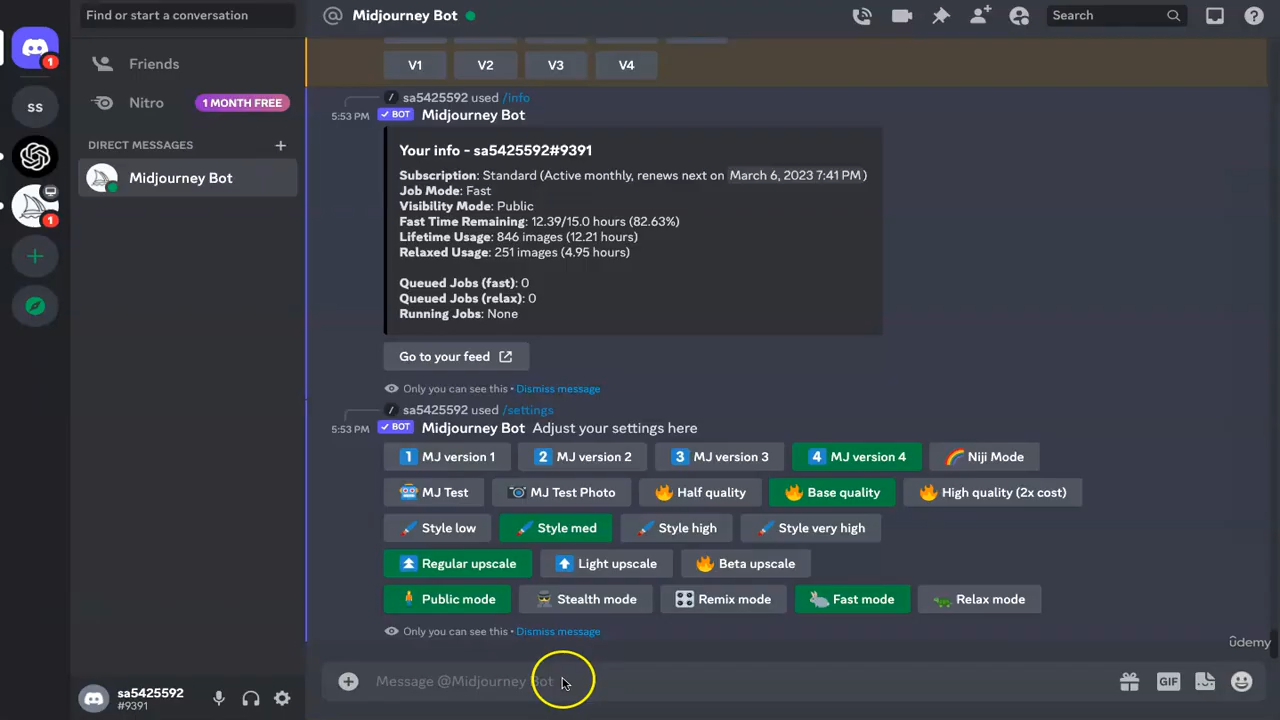 Find or start a conversation
Midjourney Bot
Search
1
Friends
Nitro
1 MONTH FREE
SS
DIRECT MESSAGES
Midjourney Bot
1
V1
V2
V3
V4
sa5425592 used /info
5:53 PM
BOT
Midjourney Bot
Your info - sa5425592#9391
Subscription: Standard (Active monthly, renews next on March 6, 2023 7:41 PM)
Job Mode: Fast
Visibility Mode: Public
Fast Time Remaining: 12.39/15.0 hours (82.63%)
Lifetime Usage: 846 images (12.21 hours)
Relaxed Usage: 251 images (4.95 hours)
Queued Jobs (fast): 0
Queued Jobs (relax): 0
Running Jobs: None
Go to your feed
Only you can see this • Dismiss message
sa5425592 used /settings
5:53 PM
BOT
Midjourney Bot Adjust your settings here
1 MJ version 1
2 MJ version 2
3 MJ version 3
4 MJ version 4
Niji Mode
MJ Test
MJ Test Photo
Half quality
Base quality
High quality (2x cost)
Style low
Style med
Style high
Style very high
Regular upscale
Light upscale
Beta upscale
Public mode
Stealth mode
Remix mode
Fast mode
Relax mode
Only you can see this • Dismiss message
Message @Midjourney Bot
GIF
sa5425592
#9391
ûdemy